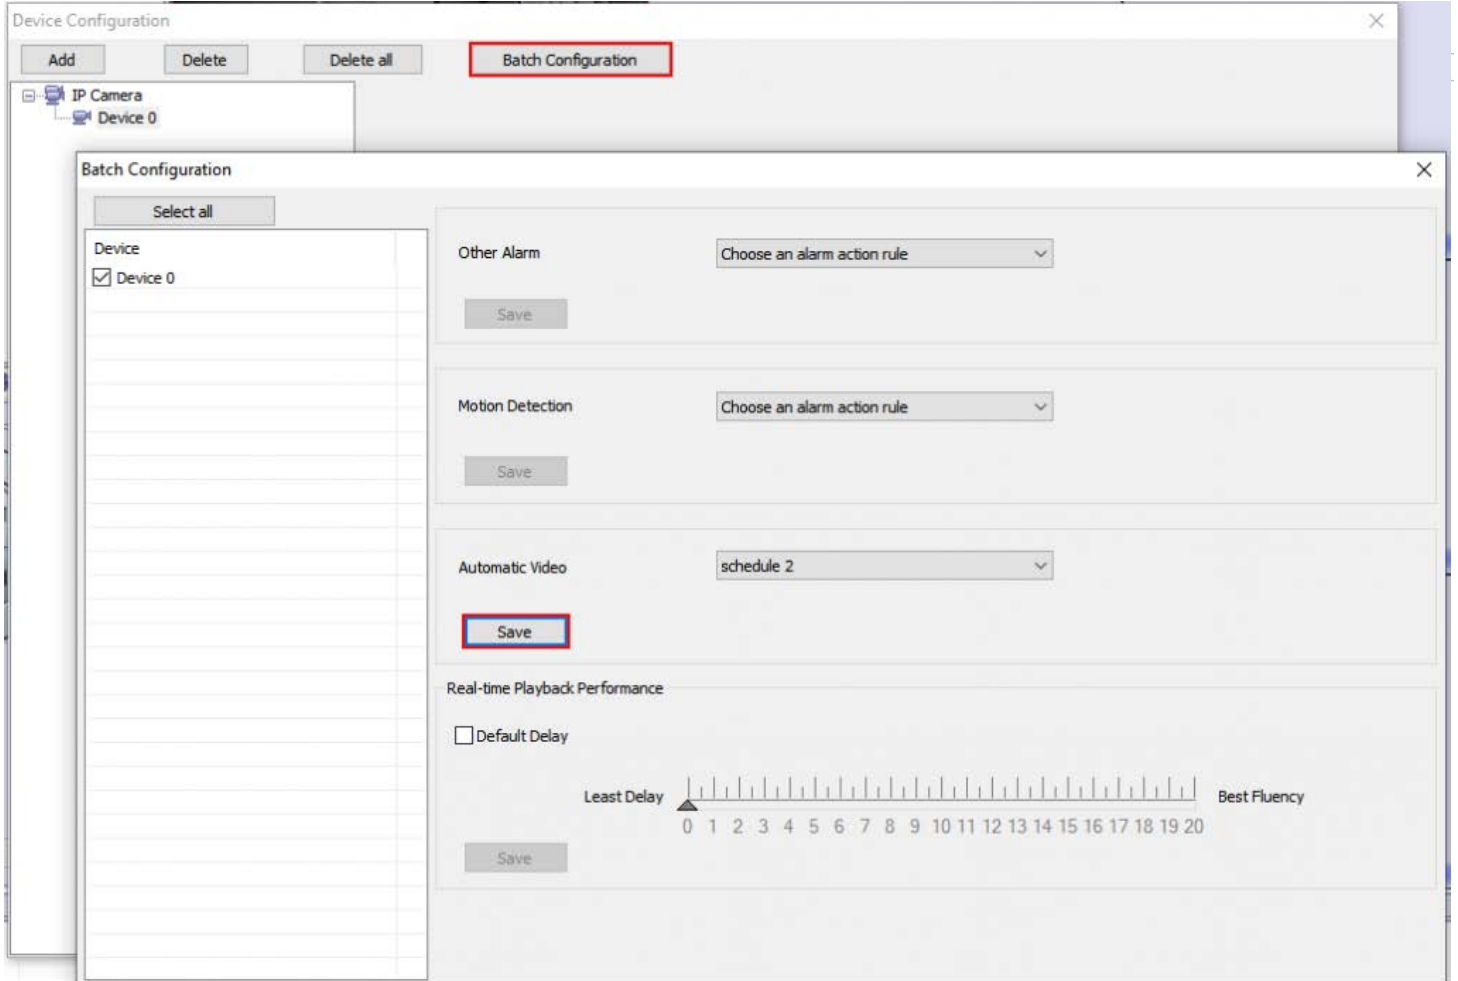 Device Configuration
Add Delete Delete all Batch Configuration
IP Camera
Device 0
Batch Configuration
Select all
Device
Device 0
Other Alarm Choose an alarm action rule
Save
Motion Detection Choose an alarm action rule
Save
Automatic Video schedule 2
Save
Real-time Playback Performance
Default Delay
Least Delay Best Fluency
0 1 2 3 4 5 6 7 8 9 10 11 12 13 14 15 16 17 18 19 20
Save